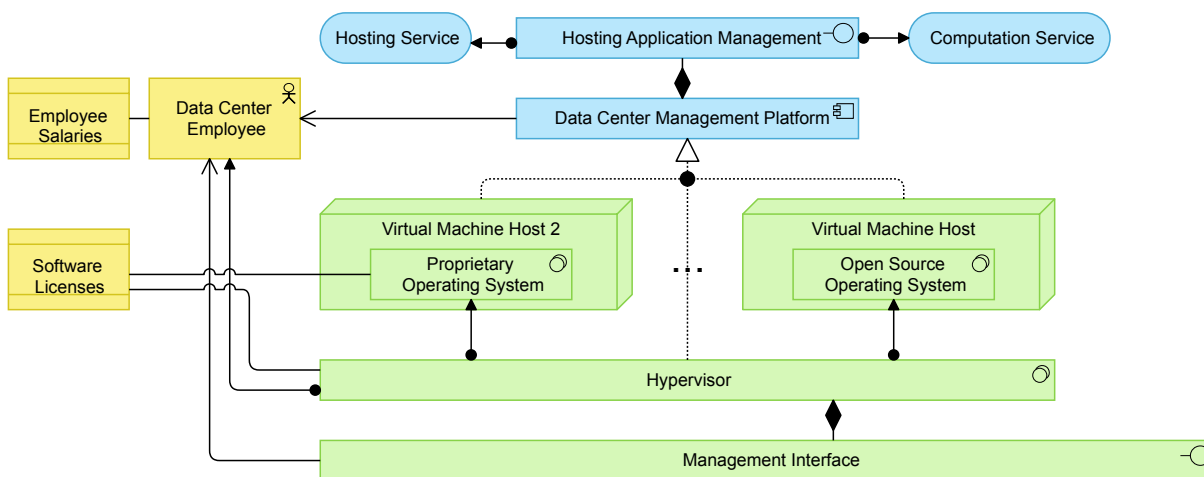 Hosting Service
Hosting Application Management
Computation Service
Employee
Salaries
Data Center
Employee
Data Center Management Platform
Virtual Machine Host 2
Virtual Machine Host
Software
Licenses
Proprietary
Operating System
...
Open Source
Operating System
Hypervisor
Management Interface